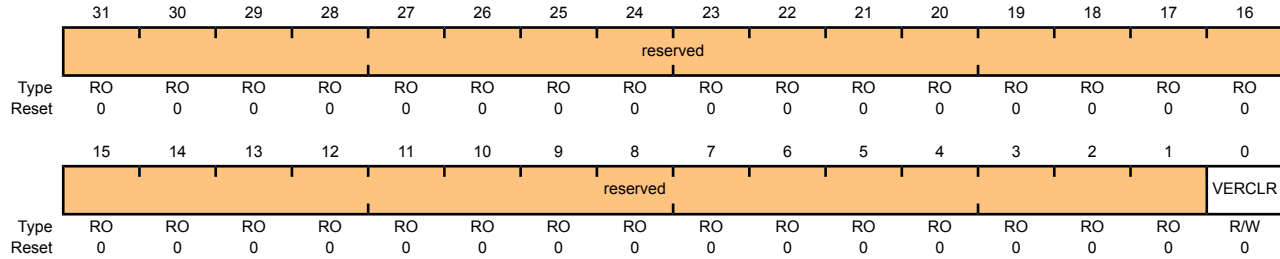 31 30 29 28 27 26 25 24 23 22 21 20 19 18 17 16
reserved
Type RO RO RO RO RO RO RO RO RO RO RO RO RO RO RO RO
Reset 0 0 0 0 0 0 0 0 0 0 0 0 0 0 0 0
15 14 13 12 11 10 9 8 7 6 5 4 3 2 1 0
reserved VERCLR
Type RO RO RO RO RO RO RO RO RO RO RO RO RO RO RO R/W
Reset 0 0 0 0 0 0 0 0 0 0 0 0 0 0 0 0